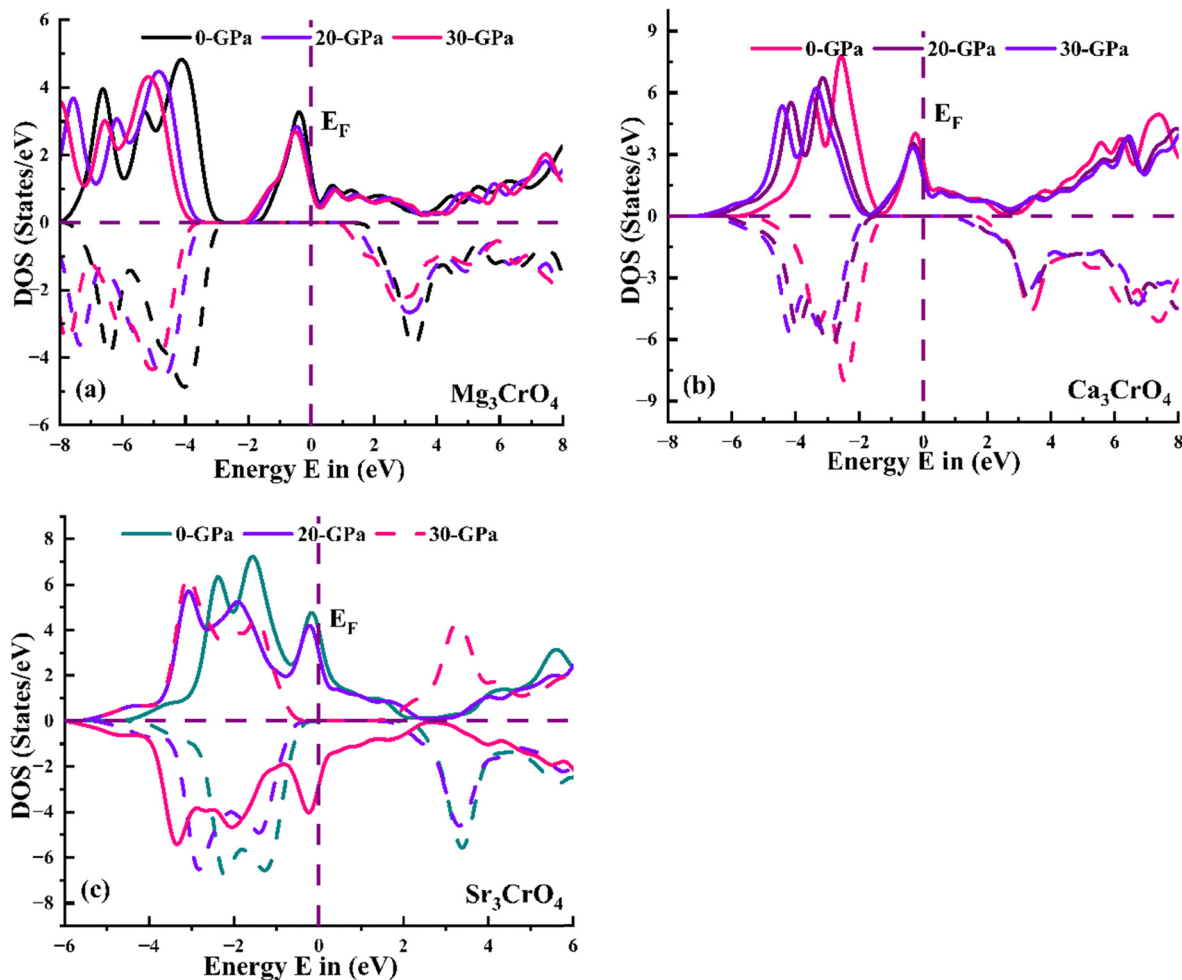 0-GPa 20-GPa 30-GPa
E_F
DOS (States/eV)
6
4
2
0
−2
−4
−6
(a)
Mg₃CrO₄
−8 −6 −4 −2 0 2 4 6 8
Energy E in (eV)
0-GPa 20-GPa 30-GPa
E_F
DOS ((States/eV)
9
6
3
0
−3
−6
−9
(b)
Ca₃CrO₄
−8 −6 −4 −2 0 2 4 6 8
Energy E in (eV)
0-GPa 20-GPa 30-GPa
E_F
DOS ((States/eV)
8
6
4
2
0
−2
−4
−6
−8
(c)
Sr₃CrO₄
−6 −4 −2 0 2 4 6
Energy E in (eV)